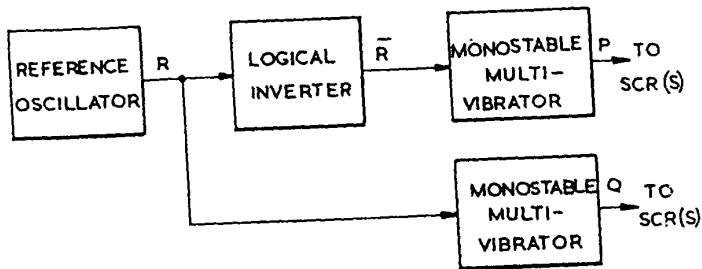 REFERENCE
OSCILLATOR
R
LOGICAL
INVERTER
R̅
MONOSTABLE
MULTI-
VIBRATOR
P
TO
SCR(S)
MONOSTABLE
MULTI-
VIBRATOR
Q
TO
SCR(S)